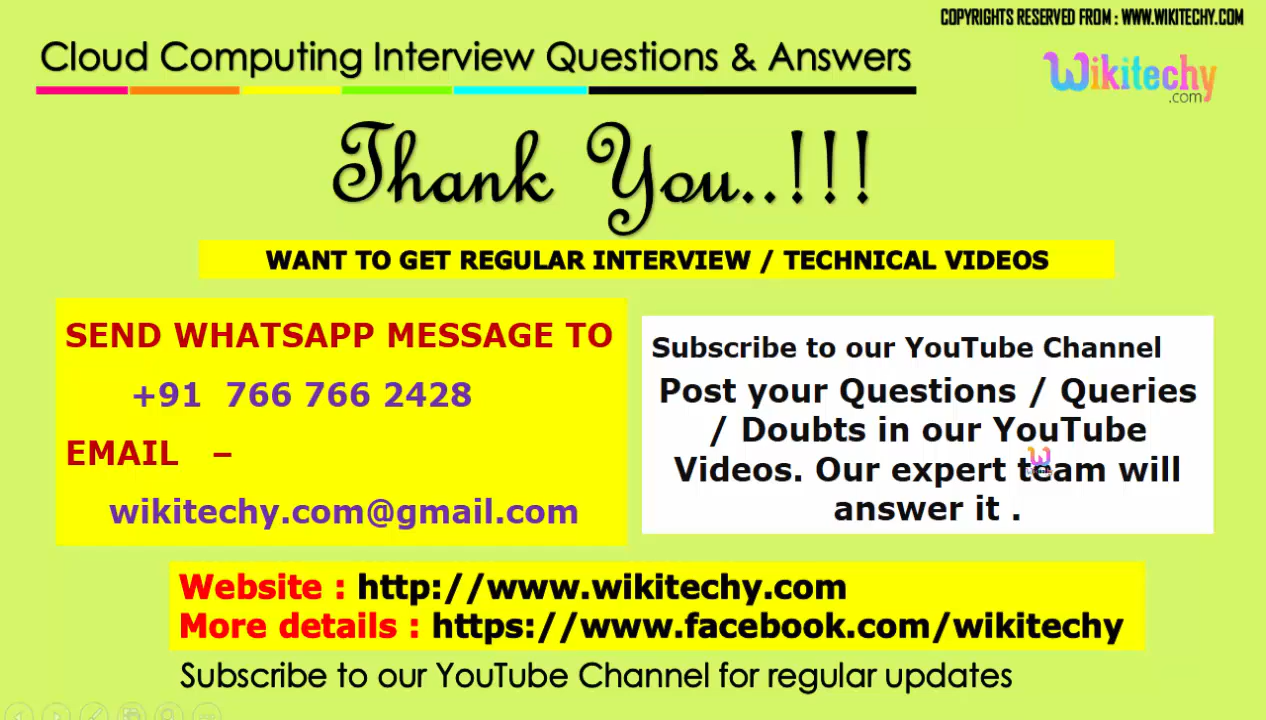 COPYRIGHTS RESERVED FROM : WWW.WIKITECHY.COM
Cloud Computing Interview Questions & Answers
Wikitechy
.com
Thank You..!!!
WANT TO GET REGULAR INTERVIEW / TECHNICAL VIDEOS
SEND WHATSAPP MESSAGE TO
+91 766 766 2428
EMAIL –
wikitechy.com@gmail.com
Subscribe to our YouTube Channel
Post your Questions / Queries
/ Doubts in our YouTube
Videos. Our expert team will
answer it .
Website : http://www.wikitechy.com
More details : https://www.facebook.com/wikitechy
Subscribe to our YouTube Channel for regular updates